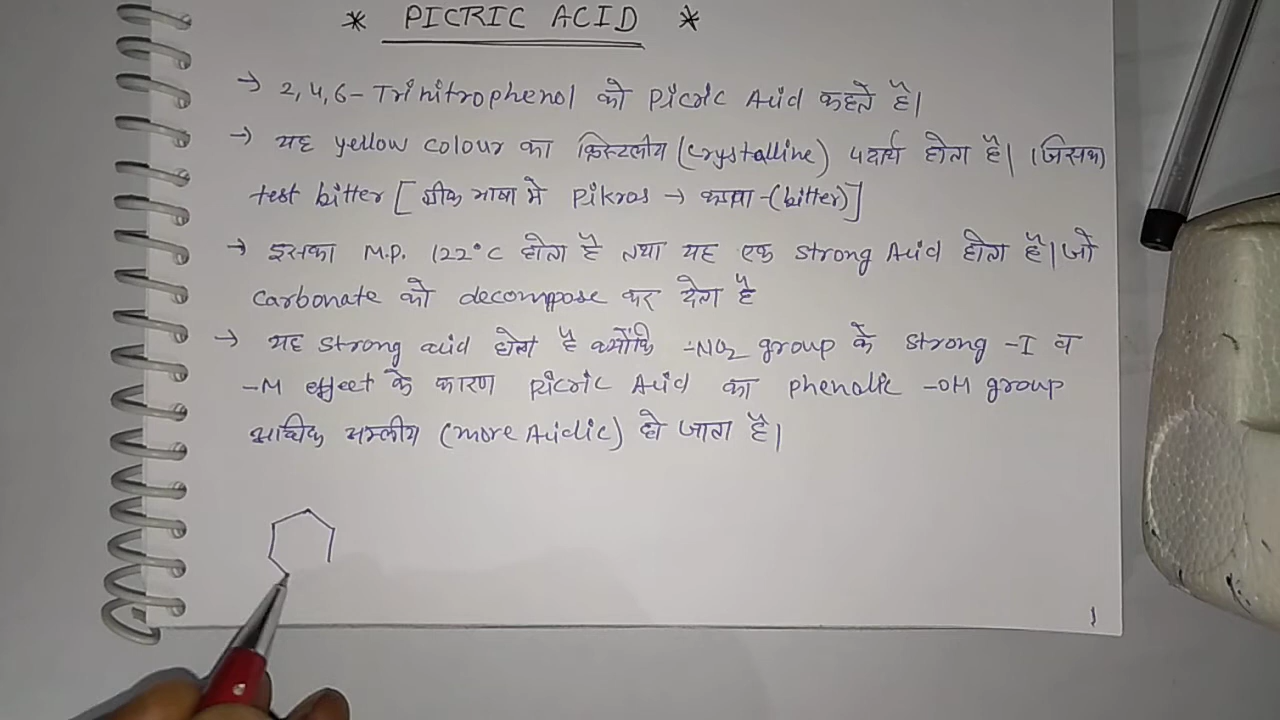 * PICRIC ACID *
→ 2,4,6-Trinitrophenol को Picric Acid कहते है।
→ यह yellow colour का क्रिस्टलीय (crystalline) पदार्थ होता है। (जिसका)
test bitter [ ग्रीक भाषा मे Pikros → कड़वा -(bitter)]
→ इसका M.P. 122°C होता है तथा यह एक strong Acid होता है। जो
carbonate को decompose कर देता है
→ यह strong acid होता है क्योंकि -NO2 group के strong -I व
-M effect के कारण Picric Acid का phenolic -OH group
अधिक अम्लीय (more Acidic) हो जाता है।
1